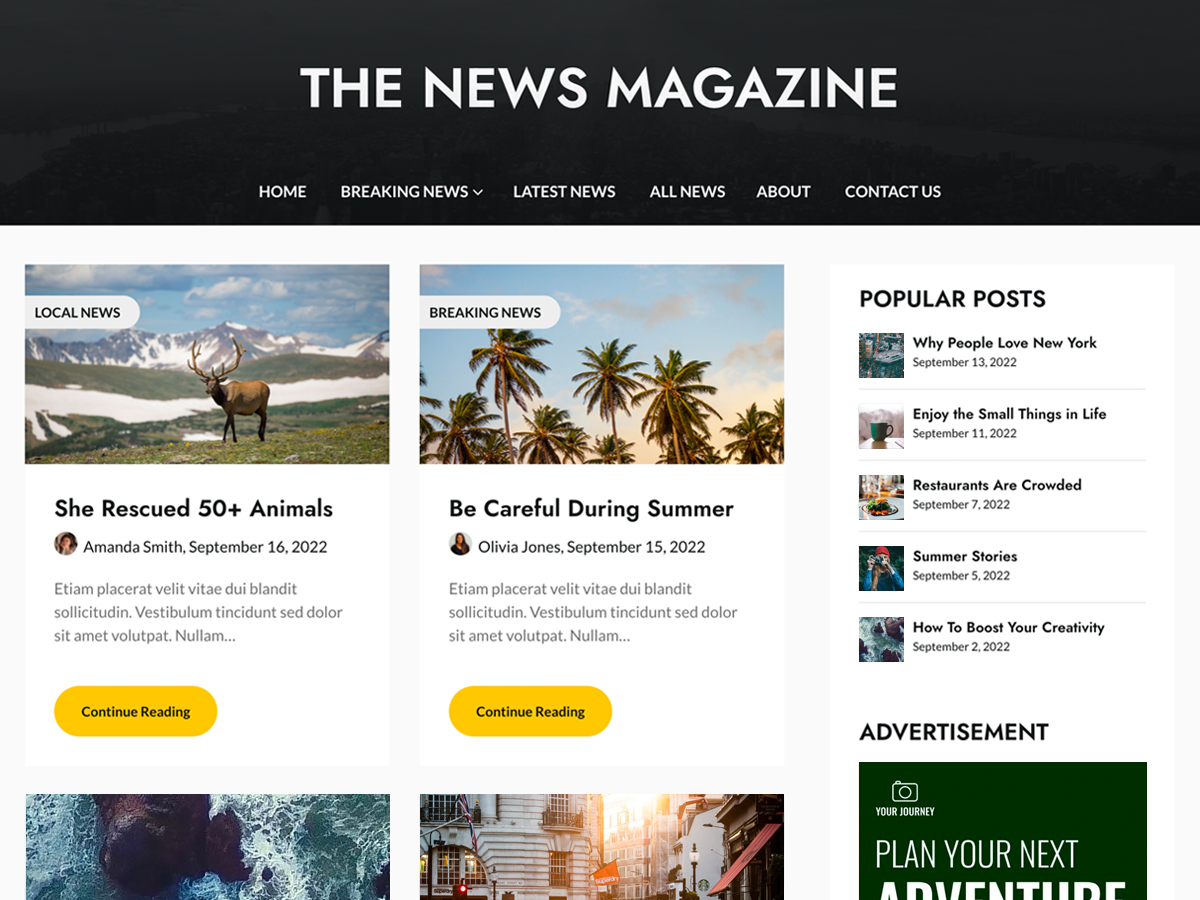 THE NEWS MAGAZINE
HOME BREAKING NEWS LATEST NEWS ALL NEWS ABOUT CONTACT US
LOCAL NEWS
She Rescued 50+ Animals
Amanda Smith, September 16, 2022
Etiam placerat velit vitae dui blandit
sollicitudin. Vestibulum tincidunt sed dolor
sit amet volutpat. Nullam...
Continue Reading
BREAKING NEWS
Be Careful During Summer
Olivia Jones, September 15, 2022
Etiam placerat velit vitae dui blandit
sollicitudin. Vestibulum tincidunt sed dolor
sit amet volutpat. Nullam...
Continue Reading
superdry
POPULAR POSTS
Why People Love New York
September 13, 2022
Enjoy the Small Things in Life
September 11, 2022
Restaurants Are Crowded
September 7, 2022
Summer Stories
September 5, 2022
How To Boost Your Creativity
September 2, 2022
ADVERTISEMENT
YOUR JOURNEY
PLAN YOUR NEXT
ADVENTURE